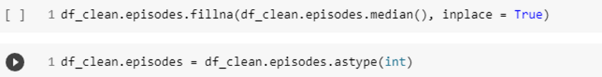 [ ] 1 df_clean.episodes.fillna(df_clean.episodes.median(), inplace = True)
1 df_clean.episodes = df_clean.episodes.astype(int)